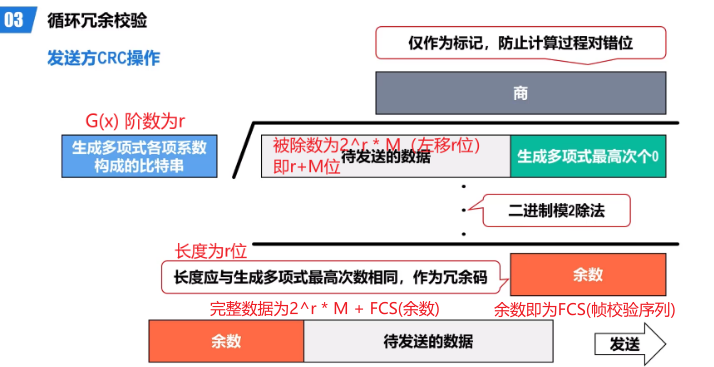 03
循环冗余校验
发送方CRC操作
仅作为标记，防止计算过程对错位
商
G(x) 阶数为r
生成多项式各项系数
构成的比特串
被除数为2^r * M（左移r位）
待发送的数据
即r+M位
生成多项式最高次个0
二进制模2除法
长度为r位
长度应与生成多项式最高次数相同，作为冗余码
余数
完整数据为2^r * M + FCS(余数)
余数即为FCS(帧校验序列)
余数
待发送的数据
发送